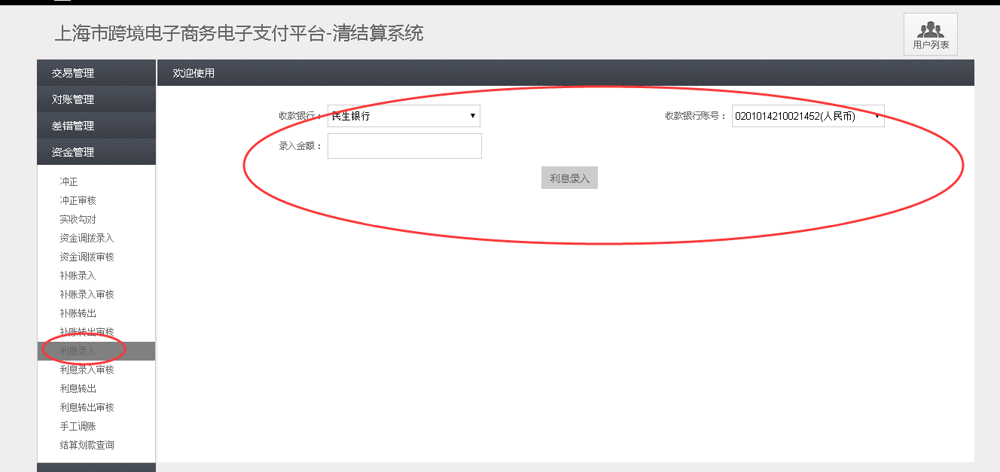 上海市跨境电子商务电子支付平台-清结算系统
用户列表
交易管理
对账管理
差错管理
资金管理
冲正
冲正审核
实收勾对
资金调拨录入
资金调拨审核
补账录入
补账录入审核
补账转出
补账转出审核
利息录入
利息录入审核
利息转出
利息转出审核
手工调账
结算划款查询
欢迎使用
收款银行： 民生银行 收款银行账号： 0201014210021452(人民币)
录入金额：
利息录入